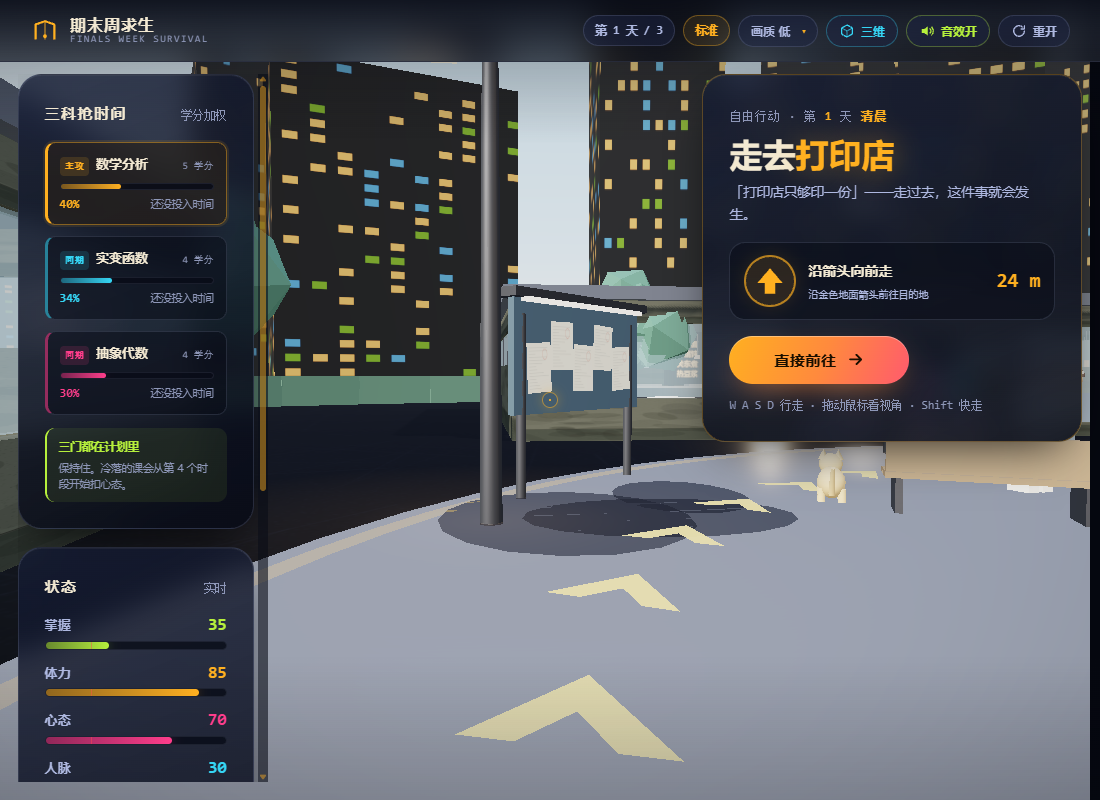 期末周求生
FINALS WEEK SURVIVAL
第 1 天 / 3
标准
画质 低
三维
音效开
重开
三科抢时间
学分加权
主攻 数学分析 5 学分
40% 还没投入时间
同期 实变函数 4 学分
34% 还没投入时间
同期 抽象代数 4 学分
30% 还没投入时间
三门都在计划里
保持住。冷落的课会从第 4 个时
段开始扣心态。
状态 实时
掌握 35
体力 85
心态 70
人脉 30
自由行动 · 第 1 天 清晨
走去打印店
「打印店只够印一份」——走过去，这件事就会发
生。
沿箭头向前走
沿金色地面箭头前往目的地
24 m
直接前往
W A S D 行走 · 拖动鼠标看视角 · Shift 快走